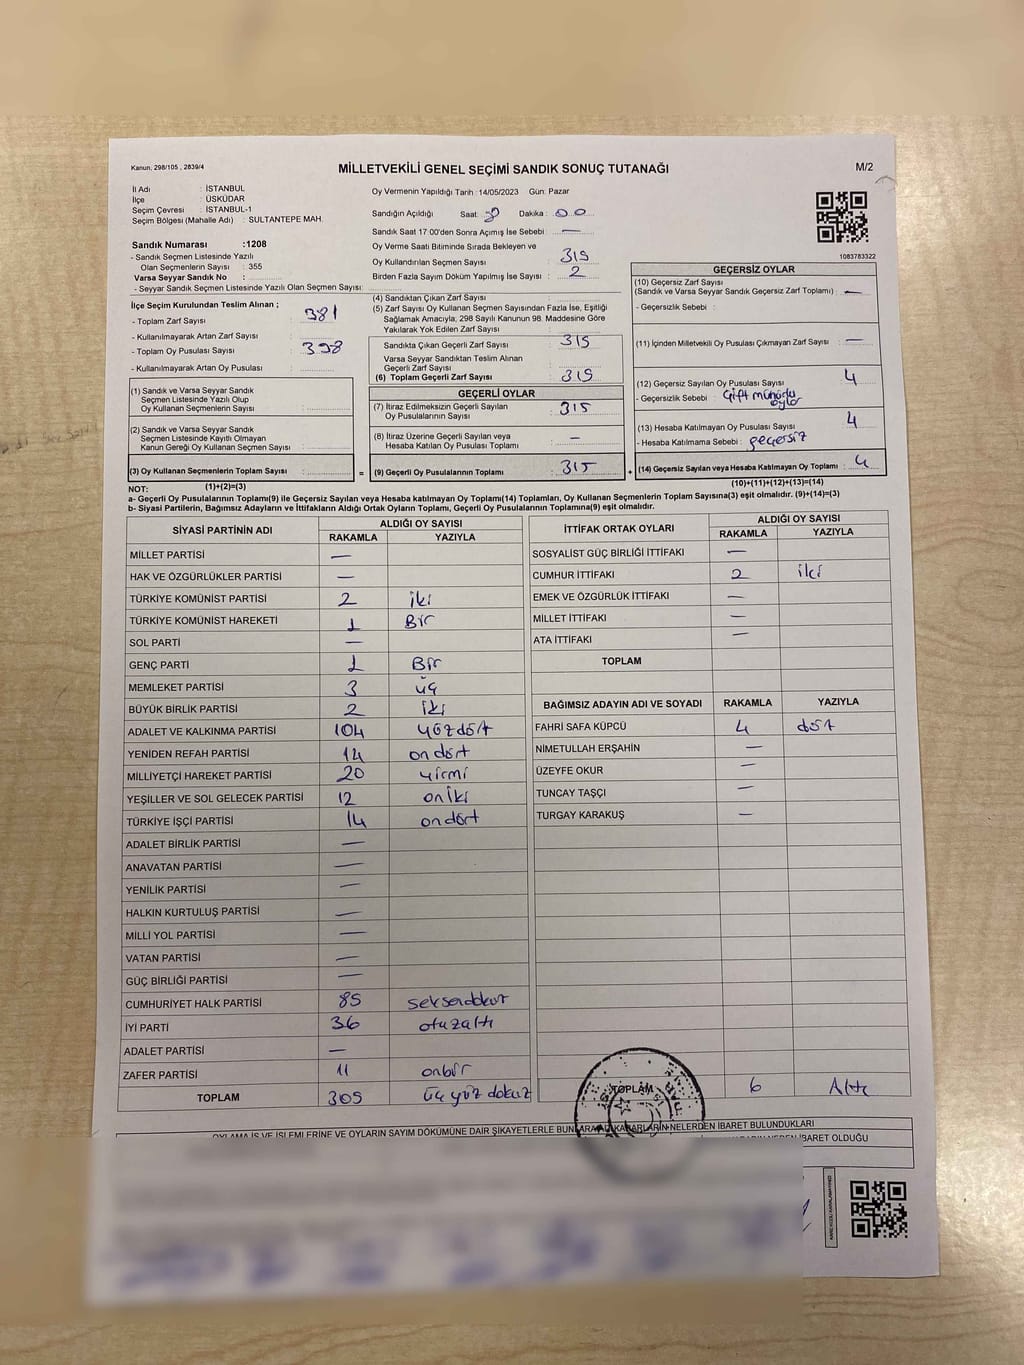 Kanun; 298/105 , 2839/4
MİLLETVEKİLİ GENEL SEÇİMİ SANDIK SONUÇ TUTANAĞI
M/2
İl Adı : İSTANBUL
İlçe : ÜSKÜDAR
Seçim Çevresi : İSTANBUL-1
Seçim Bölgesi (Mahalle Adı) : SULTANTEPE MAH.
Sandık Numarası :1208
- Sandık Seçmen Listesinde Yazılı
Olan Seçmenlerin Sayısı : 355
Varsa Seyyar Sandık No :
- Seyyar Sandık Seçmen Listesinde Yazılı Olan Seçmen Sayısı:
Oy Vermenin Yapıldığı Tarih :14/05/2023 Gün: Pazar
Sandığın Açıldığı Saat: Dakika : 00
Sandık Saat 17:00'den Sonra Açımış İse Sebebi : —
Oy Verme Saati Bitiminde Sırada Bekleyen ve
Oy Kullandırılan Seçmen Sayısı : 319
Birden Fazla Sayım Döküm Yapılmış İse Sayısı : 2
1083783322
İlçe Seçim Kurulundan Teslim Alınan ;
- Toplam Zarf Sayısı : 381
- Kullanılmayarak Artan Zarf Sayısı :
- Toplam Oy Pusulası Sayısı : 398
- Kullanılmayarak Artan Oy Pusulası :
(1) Sandık ve Varsa Seyyar Sandık
Seçmen Listesinde Yazılı Olup
Oy Kullanan Seçmenlerin Sayısı :
(2) Sandık ve Varsa Seyyar Sandık
Seçmen Listesinde Kayıtlı Olmayan
Kanun Gereği Oy Kullanan Seçmen Sayısı :
(3) Oy Kullanan Seçmenlerin Toplam Sayısı : =
(1)+(2)=(3)
(4) Sandıktan Çıkan Zarf Sayısı :
(5) Zarf Sayısı Oy Kullanan Seçmen Sayısından Fazla İse, Eşitliği
Sağlamak Amacıyla; 298 Sayılı Kanunun 98. Maddesine Göre
Yakılarak Yok Edilen Zarf Sayısı :
Sandıkta Çıkan Geçerli Zarf Sayısı : 315
Varsa Seyyar Sandıktan Teslim Alınan
Geçerli Zarf Sayısı :
(6) Toplam Geçerli Zarf Sayısı : 319
GEÇERLİ OYLAR
(7) İtiraz Edilmeksizin Geçerli Sayılan
Oy Pusulalarının Sayısı : 315
(8) İtiraz Üzerine Geçerli Sayılan veya
Hesaba Katılan Oy Pusulası Toplamı : —
(9) Geçerli Oy Pusulalarının Toplamı : 315 +
GEÇERSİZ OYLAR
(10) Geçersiz Zarf Sayısı
(Sandık ve Varsa Seyyar Sandık Geçersiz Zarf Toplamı) : —
- Geçersizlik Sebebi :
(11) İçinden Milletvekili Oy Pusulası Çıkmayan Zarf Sayısı : —
(12) Geçersiz Sayılan Oy Pusulası Sayısı : 4
- Geçersizlik Sebebi : Çift mühürlü
oylar
(13) Hesaba Katılmayan Oy Pusulası Sayısı : 4
- Hesaba Katılmama Sebebi : geçersiz
(14) Geçersiz Sayılan veya Hesaba Katılmayan Oy Toplamı : 4
(10)+(11)+(12)+(13)=(14)
NOT:
a- Geçerli Oy Pusulalarının Toplamı(9) ile Geçersiz Sayılan veya Hesaba katılmayan Oy Toplamı(14) Toplamları, Oy Kullanan Seçmenlerin Toplam Sayısına(3) eşit olmalıdır. (9)+(14)=(3)
b- Siyasi Partilerin, Bağımsız Adayların ve İttifakların Aldığı Ortak Oyların Toplamı, Geçerli Oy Pusulalarının Toplamına(9) eşit olmalıdır.
SİYASİ PARTİNİN ADI ALDIĞI OY SAYISI
RAKAMLA YAZIYLA
MİLLET PARTİSİ —
HAK VE ÖZGÜRLÜKLER PARTİSİ —
TÜRKİYE KOMÜNİST PARTİSİ 2 iki
TÜRKİYE KOMÜNİST HAREKETİ 1 Bir
SOL PARTİ —
GENÇ PARTİ 1 Bir
MEMLEKET PARTİSİ 3 üç
BÜYÜK BİRLİK PARTİSİ 2 iki
ADALET VE KALKINMA PARTİSİ 104 yüzdört
YENİDEN REFAH PARTİSİ 14 on dört
MİLLİYETÇİ HAREKET PARTİSİ 20 yirmi
YEŞİLLER VE SOL GELECEK PARTİSİ 12 oniki
TÜRKİYE İŞÇİ PARTİSİ 14 ondört
ADALET BİRLİK PARTİSİ —
ANAVATAN PARTİSİ —
YENİLİK PARTİSİ —
HALKIN KURTULUŞ PARTİSİ —
MİLLİ YOL PARTİSİ —
VATAN PARTİSİ —
GÜÇ BİRLİĞİ PARTİSİ —
CUMHURİYET HALK PARTİSİ 85
İYİ PARTİ 36 otuzaltı
ADALET PARTİSİ —
ZAFER PARTİSİ 11 onbir
TOPLAM 305 üç yüz dokuz
İTTİFAK ORTAK OYLARI ALDIĞI OY SAYISI
RAKAMLA YAZIYLA
SOSYALİST GÜÇ BİRLİĞİ İTTİFAKI —
CUMHUR İTTİFAKI 2 iki
EMEK VE ÖZGÜRLÜK İTTİFAKI —
MİLLET İTTİFAKI —
ATA İTTİFAKI —
TOPLAM
BAĞIMSIZ ADAYIN ADI VE SOYADI RAKAMLA YAZIYLA
FAHRİ SAFA KÜPCÜ 4 dört
NİMETULLAH ERŞAHİN —
ÜZEYFE OKUR —
TUNCAY TAŞÇI —
TURGAY KARAKUŞ —
TOPLAM 6 Altı
OYLAMA İŞ VE İŞLEMLERİNE VE OYLARIN SAYIM DÖKÜMÜNE DAİR ŞİKAYETLERLE BUNLARA AİT KARARLARIN NELERDEN İBARET BULUNDUKLARI
İBARET OLDUĞU